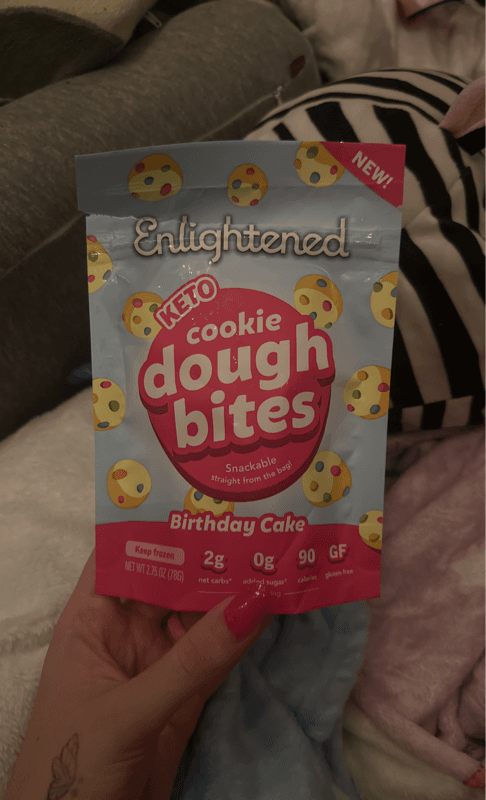 NEW!
Enlightened
KETO
cookie
dough
bites
Snackable
straight from the bag!
Birthday Cake
Keep frozen
NET WT 2.75 OZ (78G)
2g 0g 90 GF
net carbs* added sugar* calories gluten free